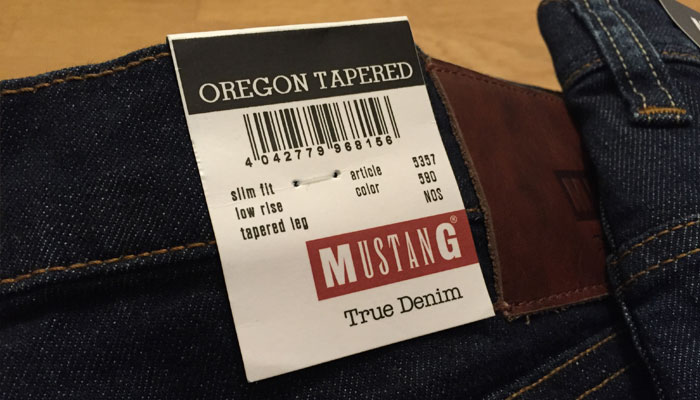 OREGON TAPERED
4 042779 968156
slim fit article 5357
low rise color 590
tapered leg NOS
MUSTANG®
True Denim